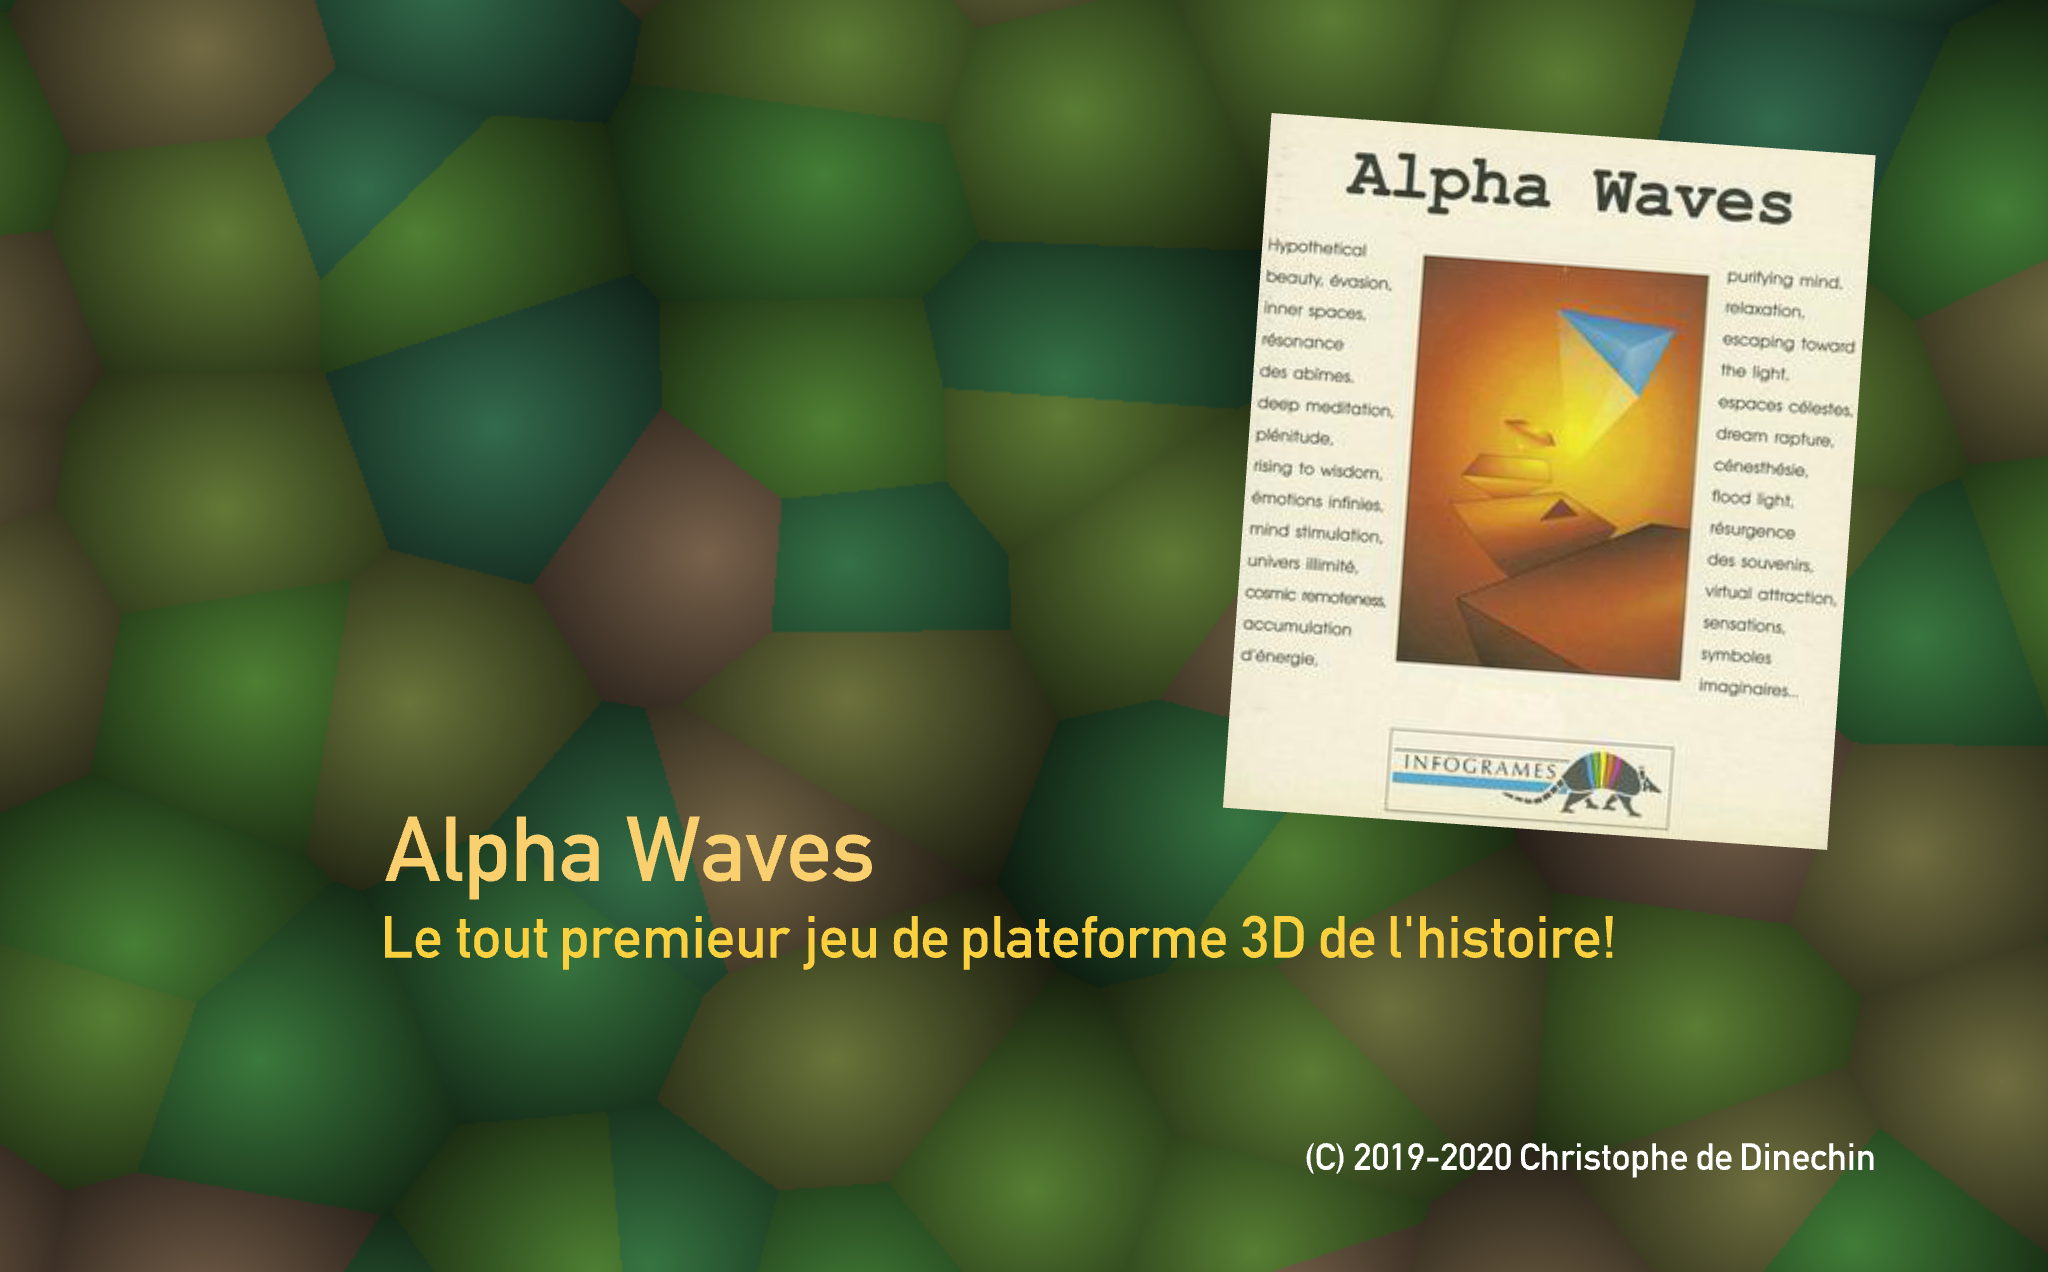 Alpha Waves
Hypothetical
beauty, évasion,
inner spaces,
résonance
des abîmes,
deep meditation,
plénitude,
rising to wisdom,
émotions infinies,
mind stimulation,
univers illimité,
cosmic remoteness,
accumulation
d'énergie,
purifying mind,
relaxation,
escaping toward
the light,
espaces célestes,
dream rapture,
cénesthésie,
flood light,
résurgence
des souvenirs,
virtual attraction,
sensations,
symboles
imaginaires...
INFOGRAMES
Alpha Waves
Le tout premieur jeu de plateforme 3D de l'histoire!
(C) 2019-2020 Christophe de Dinechin